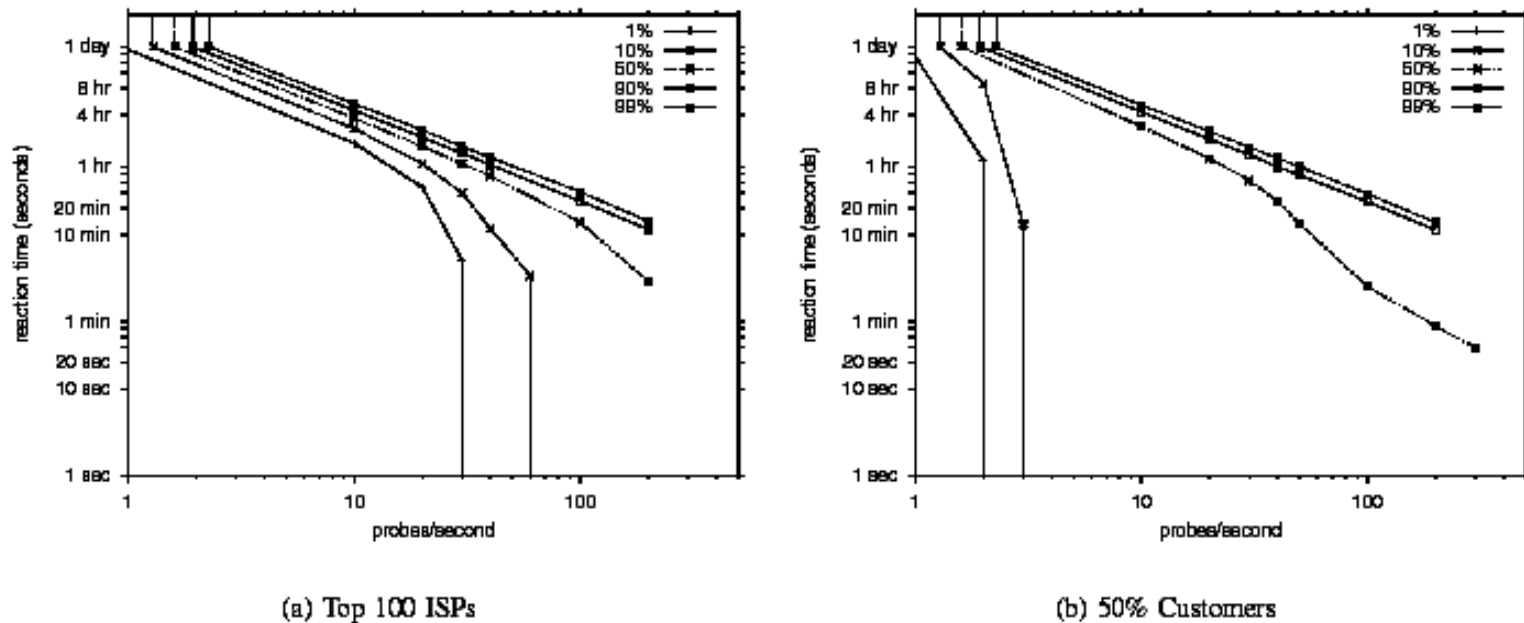 1%
10%
50%
90%
99%
1 day
8 hr
4 hr
1 hr
20 min
10 min
1 min
20 sec
10 sec
1 sec
reaction time (seconds)
1 10 100
probes/second
(a) Top 100 ISPs
1%
10%
50%
90%
99%
1 day
8 hr
4 hr
1 hr
20 min
10 min
1 min
20 sec
10 sec
1 sec
reaction time (seconds)
1 10 100
probes/second
(b) 50% Customers